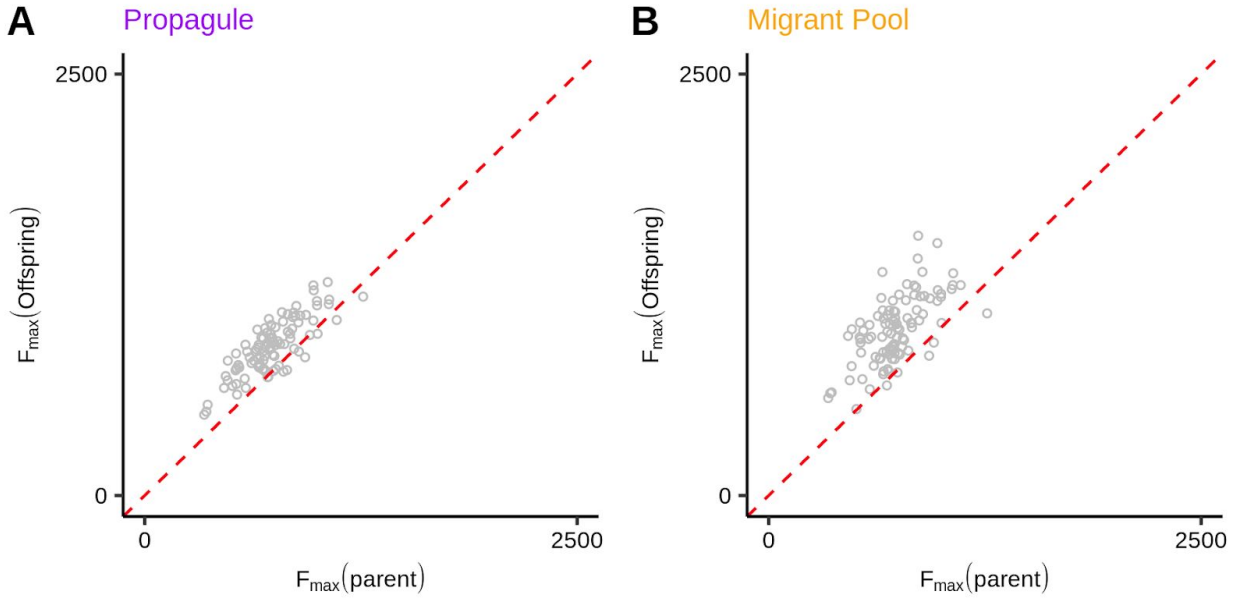 A Propagule
2500
0
0 2500
Fmax(Offspring)
Fmax(parent)
B Migrant Pool
2500
0
0 2500
Fmax(Offspring)
Fmax(parent)